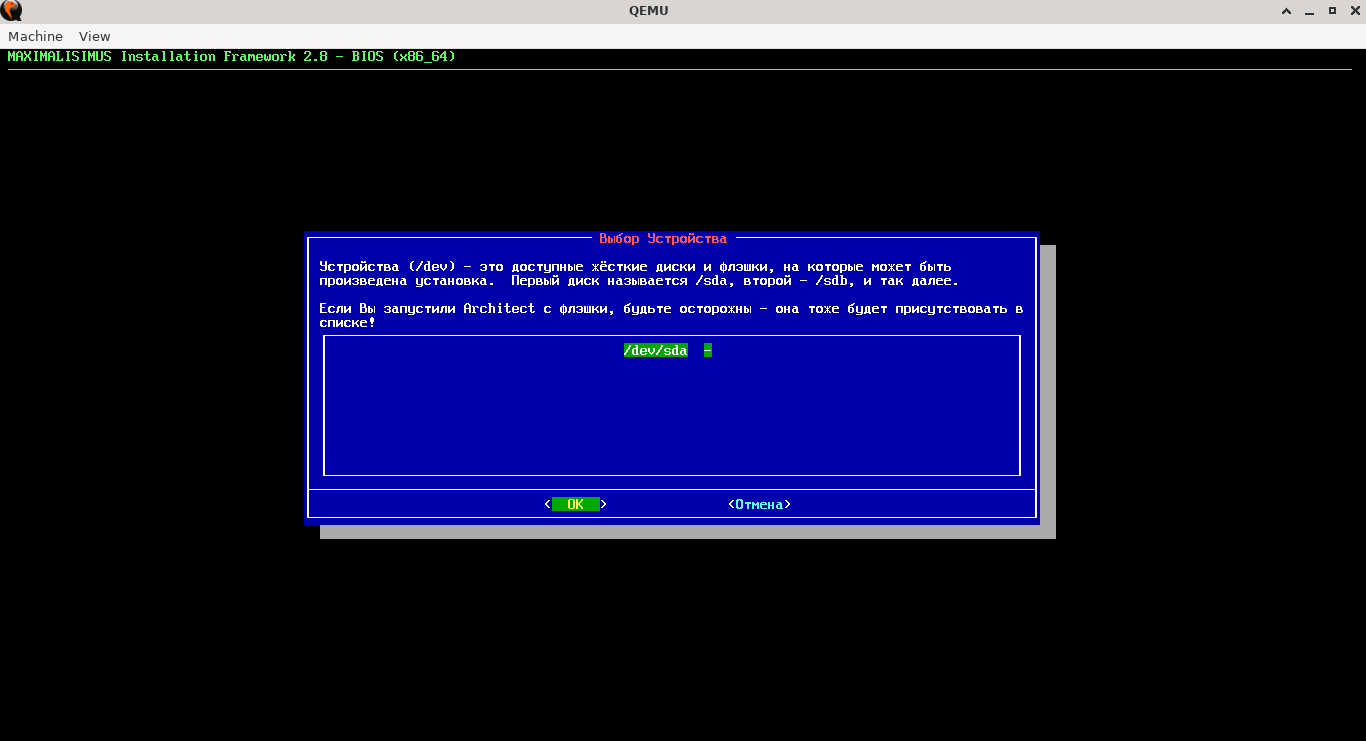 QEMU
Machine View
MAXIMALISIMUS Installation Framework 2.8 - BIOS (x86_64)
Выбор Устройства
Устройства (/dev) - это доступные жёсткие диски и флэшки, на которые может быть
произведена установка.  Первый диск называется /sda, второй - /sdb, и так далее.
Если Вы запустили Architect с флэшки, будьте осторожны - она тоже будет присутствовать в
списке!
/dev/sda  -
<  OK  > <Отмена>